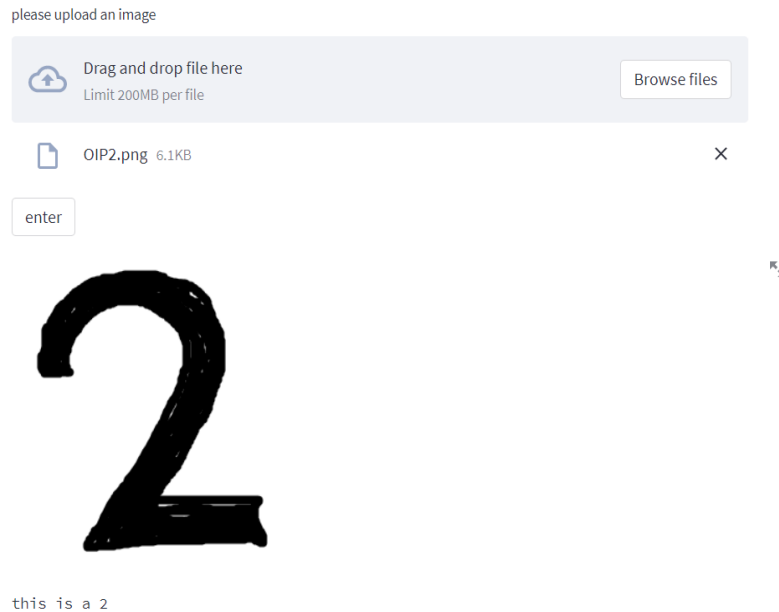 please upload an image
Drag and drop file here
Limit 200MB per file
Browse files
OIP2.png 6.1KB
enter
2
this is a 2